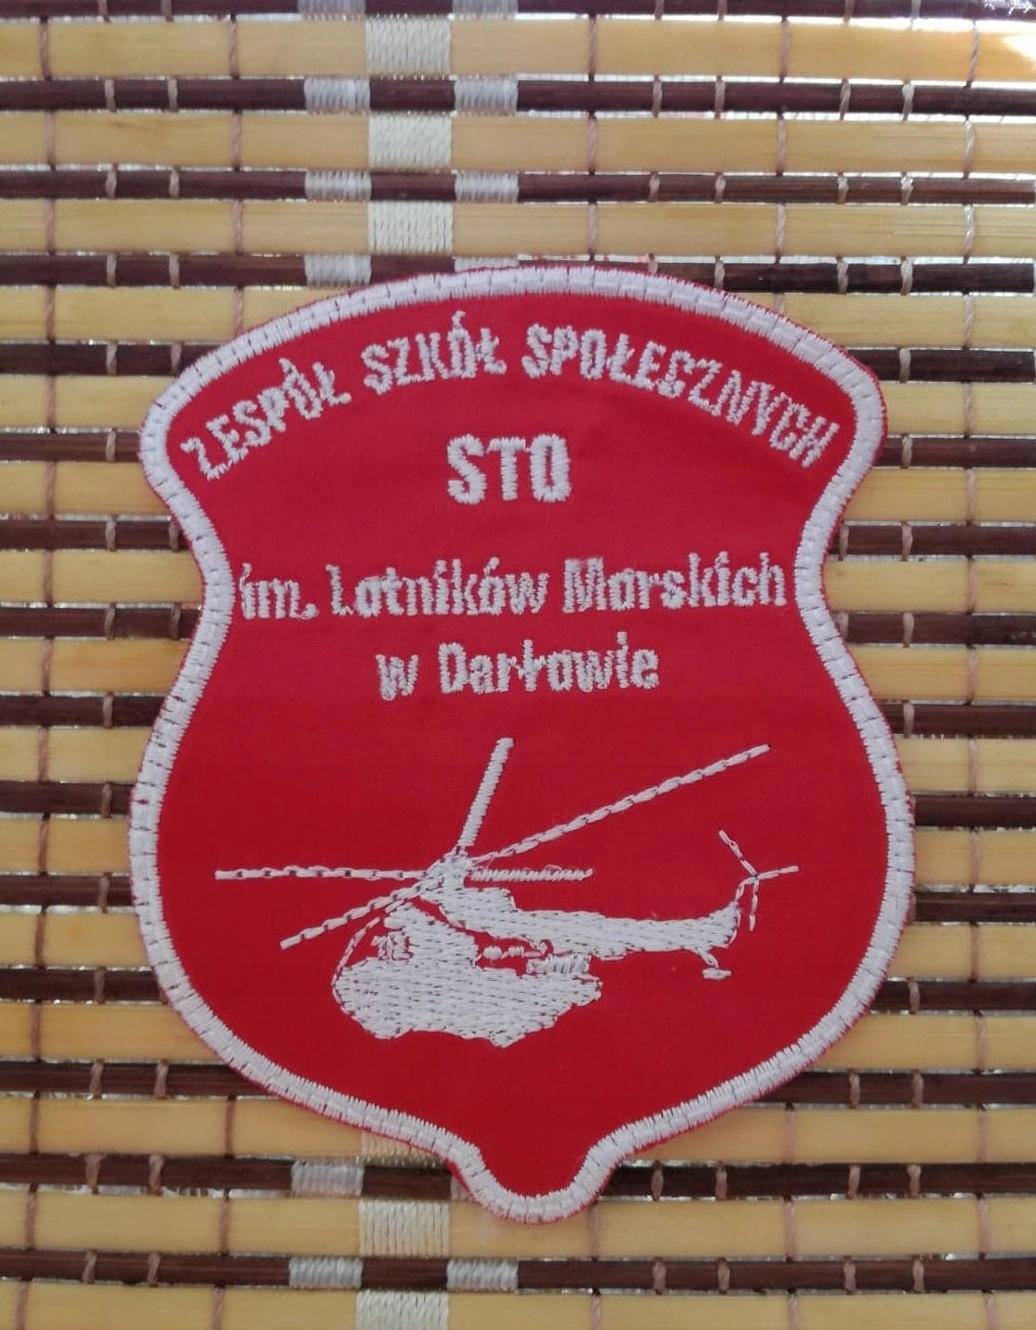 ZESPÓŁ SZKÓŁ SPOŁECZNYCH
STO
im. Lotników Morskich
w Darłowie